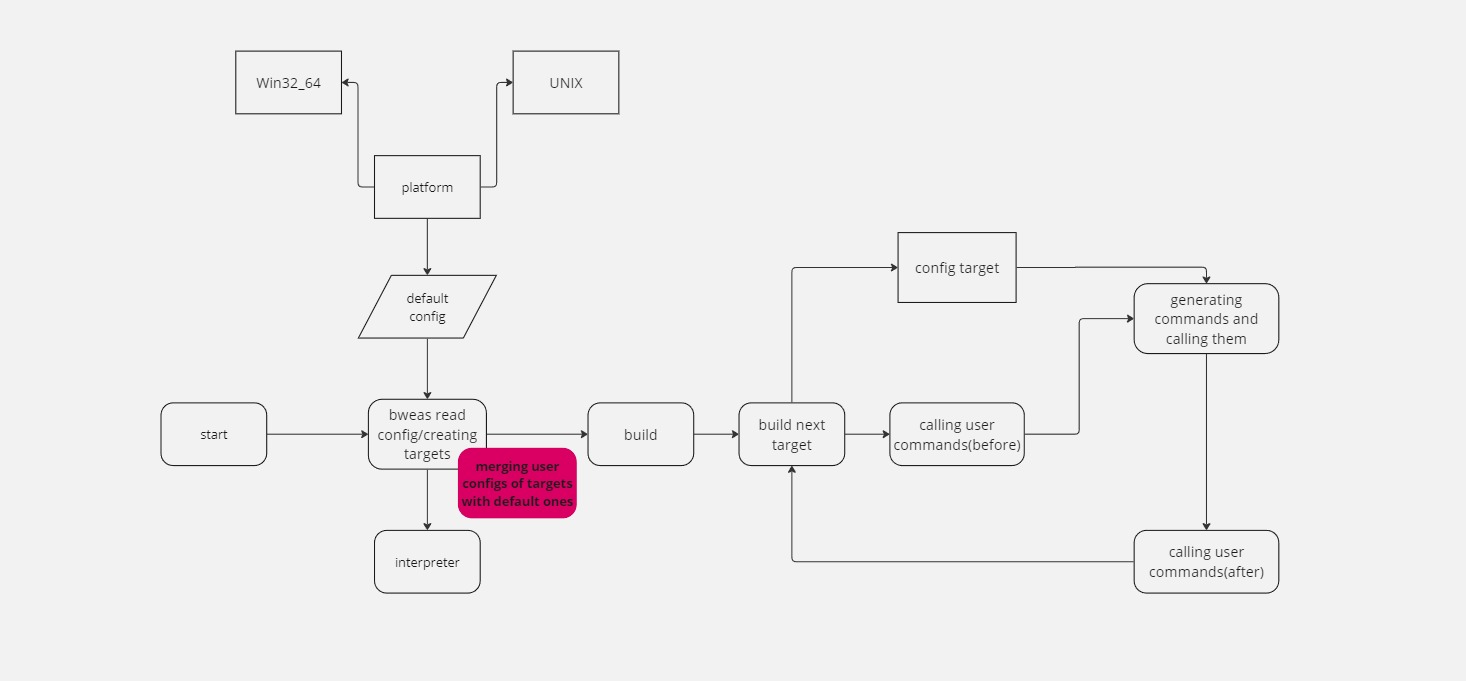 Win32_64
UNIX
platform
default
config
config target
generating
commands and
calling them
start
bweas read
config/creating
targets
merging user
configs of targets
with default ones
build
build next
target
calling user
commands(before)
interpreter
calling user
commands(after)